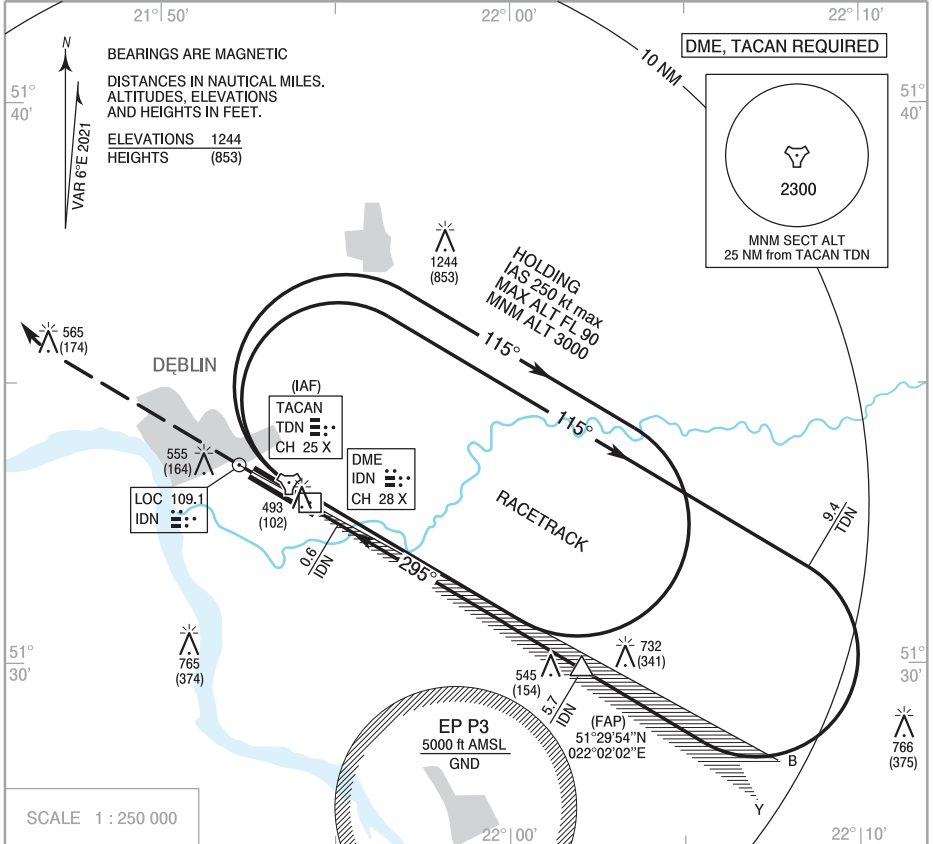 21°50'
22°00'
22°10'
N
BEARINGS ARE MAGNETIC
DISTANCES IN NAUTICAL MILES.
ALTITUDES, ELEVATIONS
AND HEIGHTS IN FEET.
ELEVATIONS 1244
HEIGHTS (853)
VAR 6°E 2021
51°
40'
10 NM
DME, TACAN REQUIRED
51°
40'
2300
MNM SECT ALT
25 NM from TACAN TDN
1244
(853)
HOLDING
IAS 250 kt max
MAX ALT FL 90
MNM ALT 3000
115°
115°
565
(174)
DĘBLIN
(IAF)
TACAN
TDN
CH 25 X
DME
IDN
CH 28 X
555
(164)
LOC 109.1
IDN
493
(102)
0.6
IDN
295°
RACETRACK
9.4
TDN
765
(374)
51°
30'
545
(154)
732
(341)
51°
30'
5.7
IDN
(FAP)
51°29'54"N
022°02'02"E
766
(375)
B
Y
EP P3
5000 ft AMSL
GND
SCALE 1 : 250 000
22°00'
22°10'